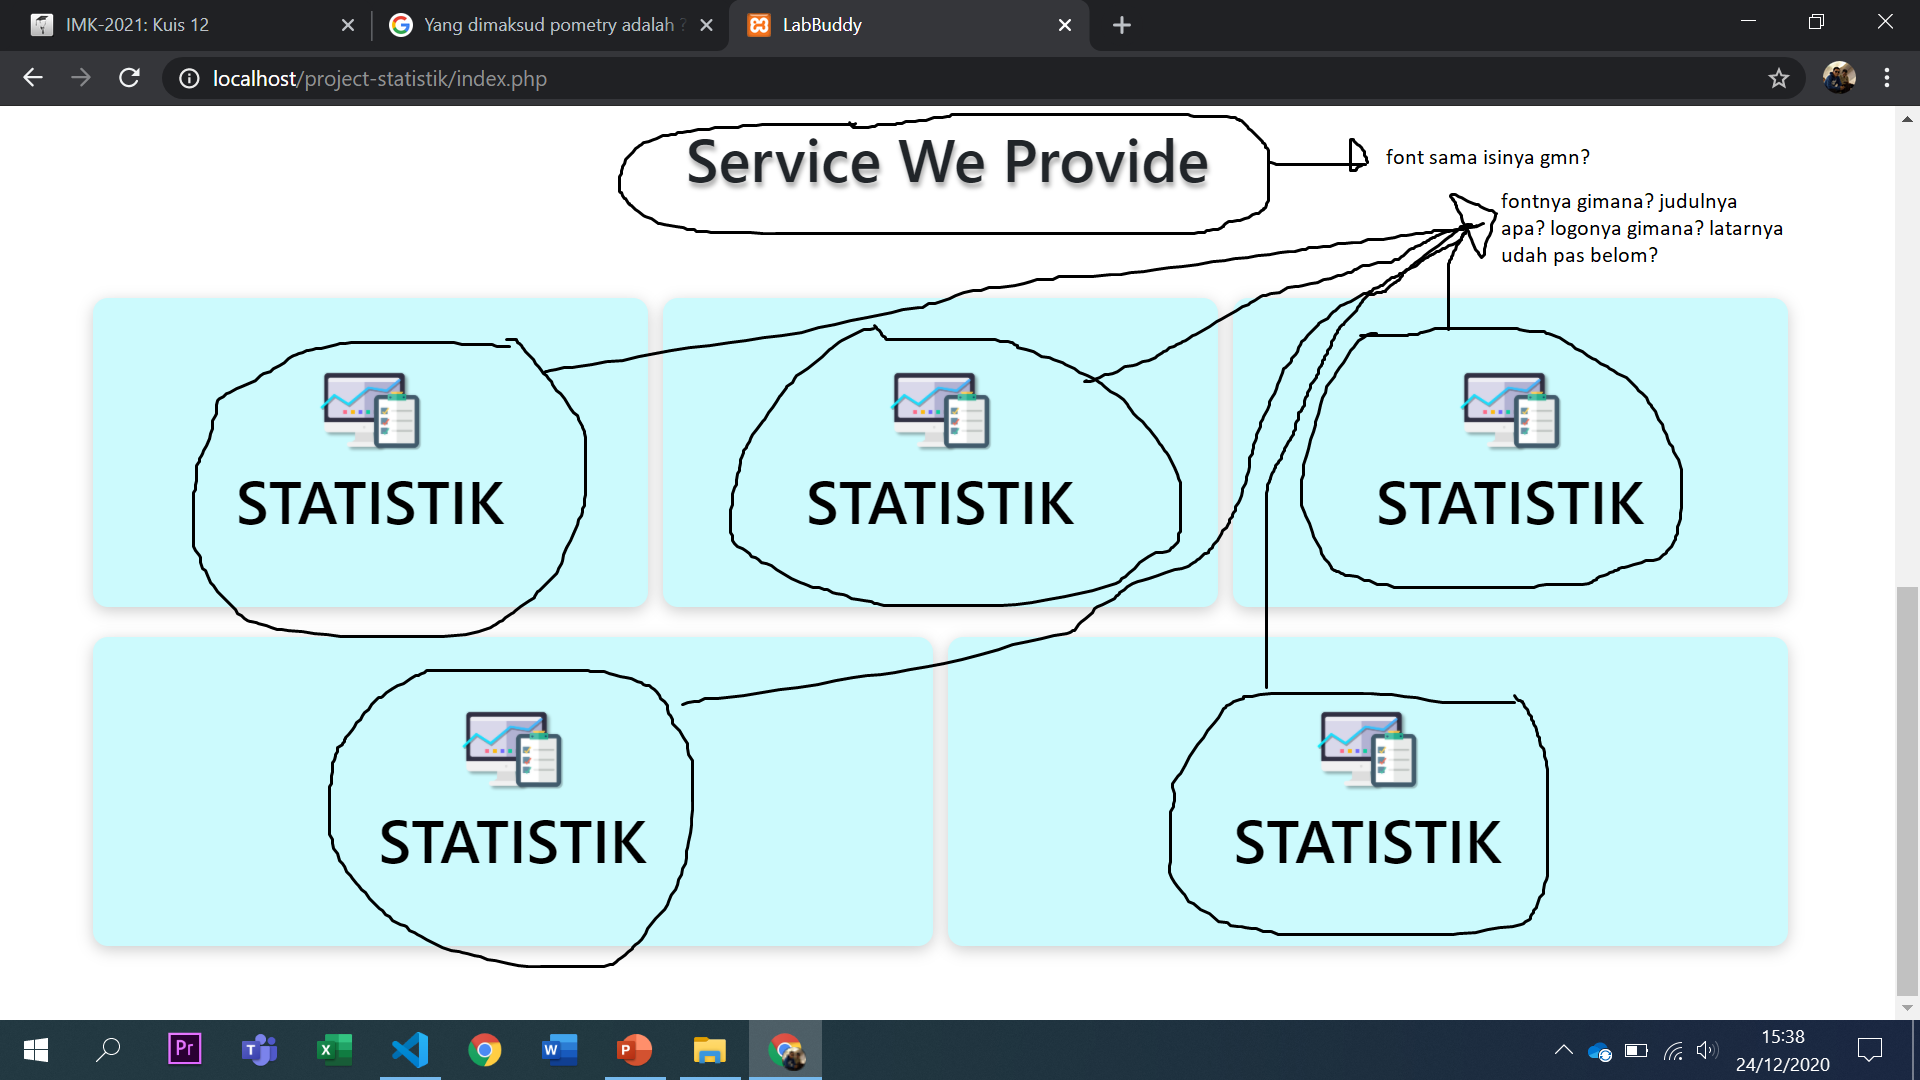 IMK-2021: Kuis 12
Yang dimaksud pometry adalah ?
LabBuddy
localhost/project-statistik/index.php
Service We Provide
font sama isinya gmn?
fontnya gimana? judulnya
apa? logonya gimana? latarnya
udah pas belom?
STATISTIK
STATISTIK
STATISTIK
STATISTIK
STATISTIK
Pr
T
X
W
P
15:38
24/12/2020